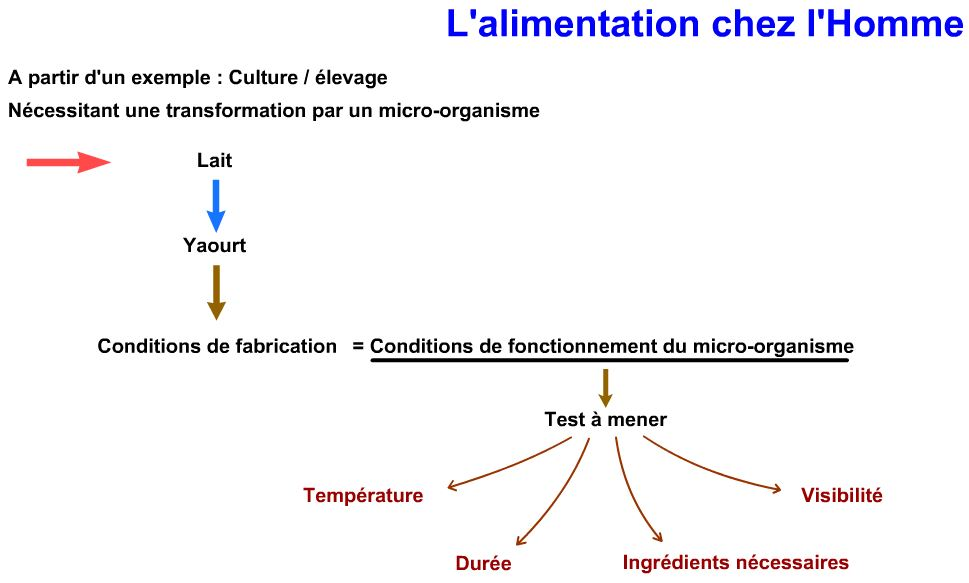 L'alimentation chez l'Homme
A partir d'un exemple : Culture / élevage
Nécessitant une transformation par un micro-organisme
Lait
Yaourt
Conditions de fabrication = Conditions de fonctionnement du micro-organisme
Test à mener
Température
Visibilité
Durée
Ingrédients nécessaires